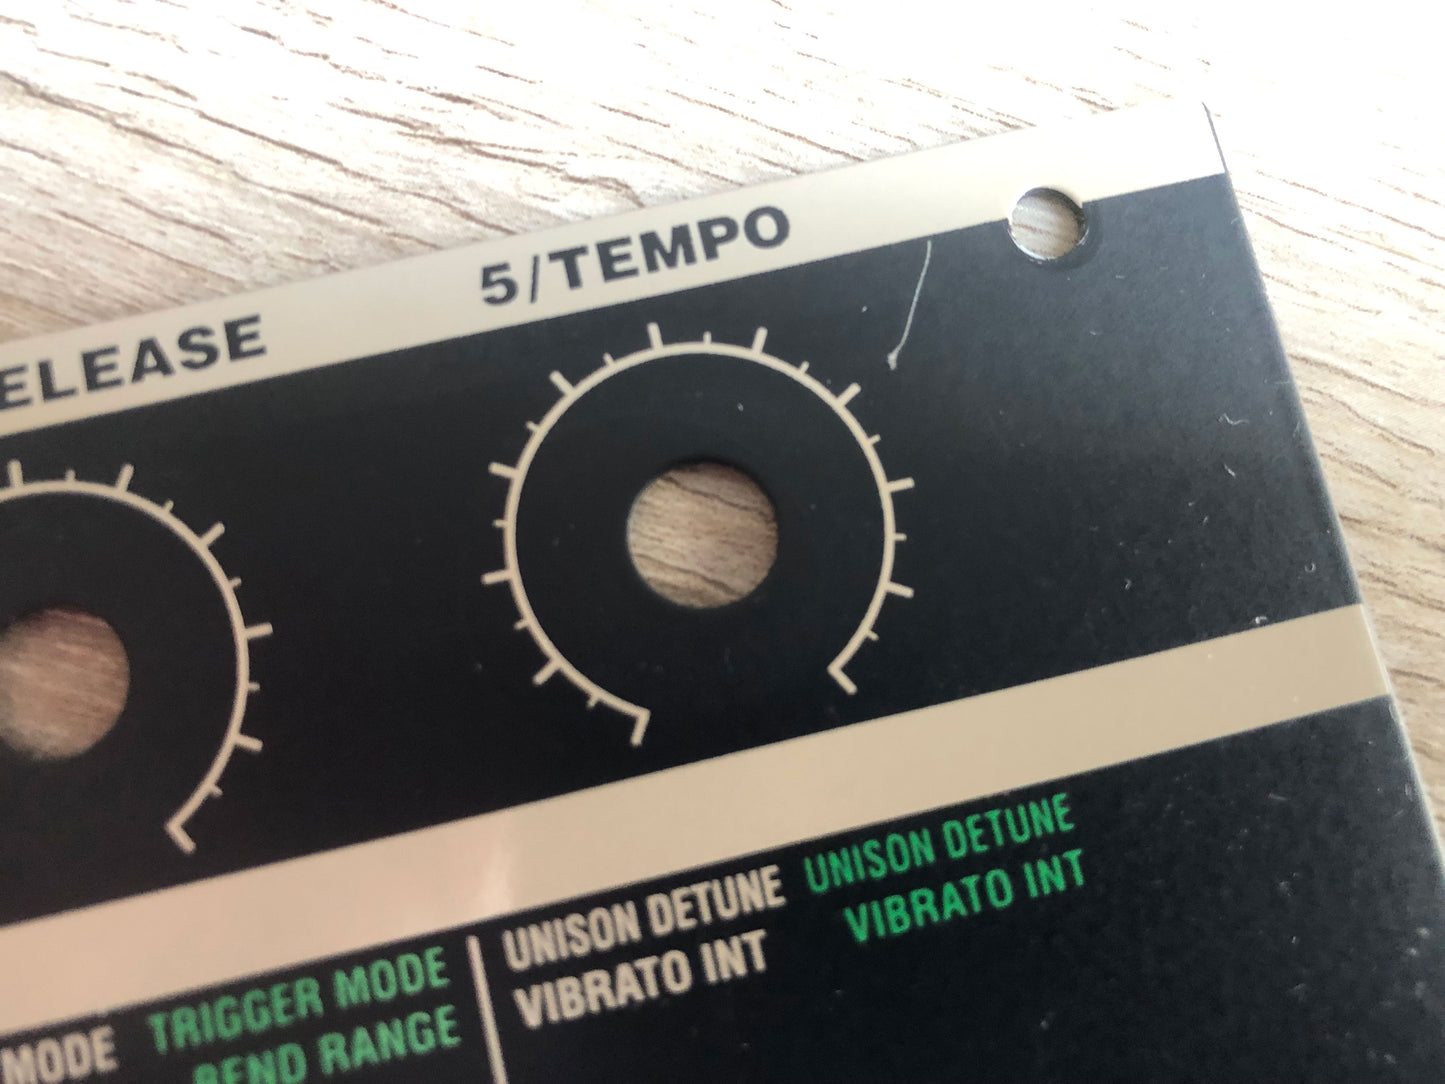 ELEASE
5/TEMPO
MODE
TRIGGER MODE
BEND RANGE
UNISON DETUNE
VIBRATO INT
UNISON DETUNE
VIBRATO INT